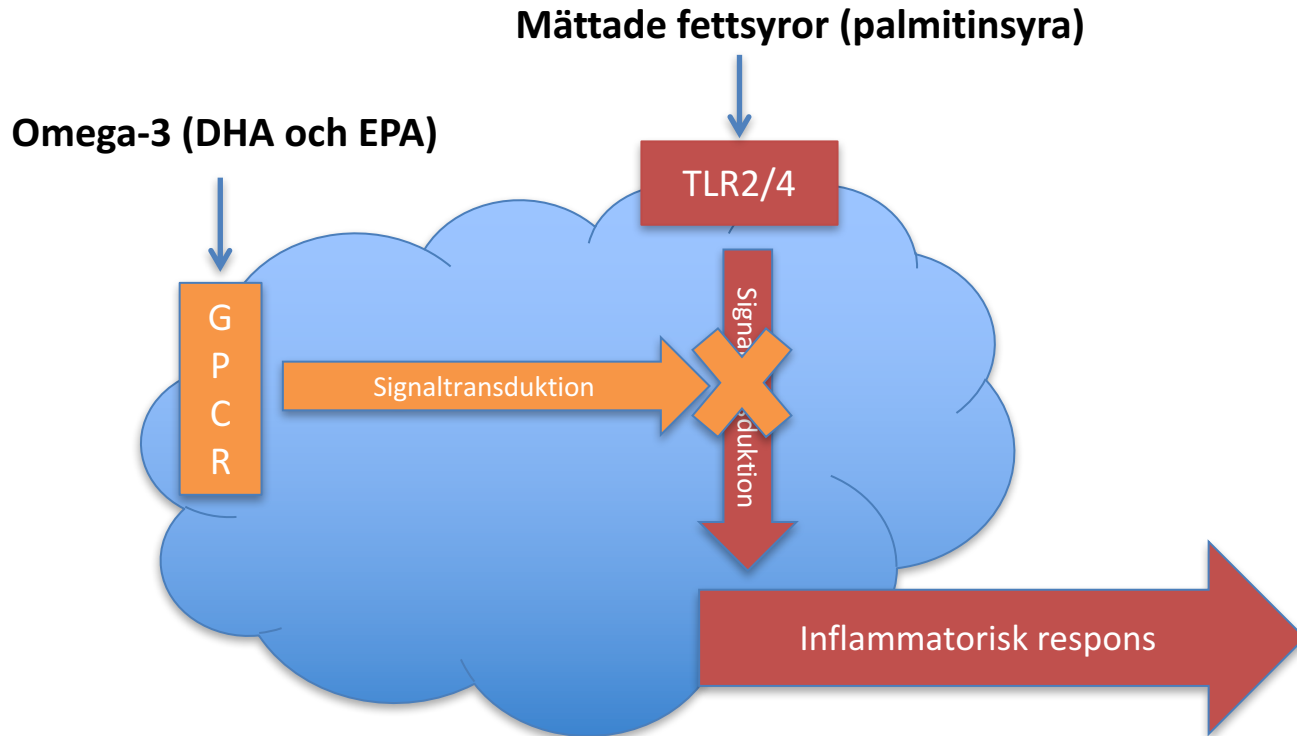 Mättade fettsyror (palmitinsyra)
Omega-3 (DHA och EPA)
TLR2/4
G
P
C
R
Signaltransduktion
Inflammatorisk respons